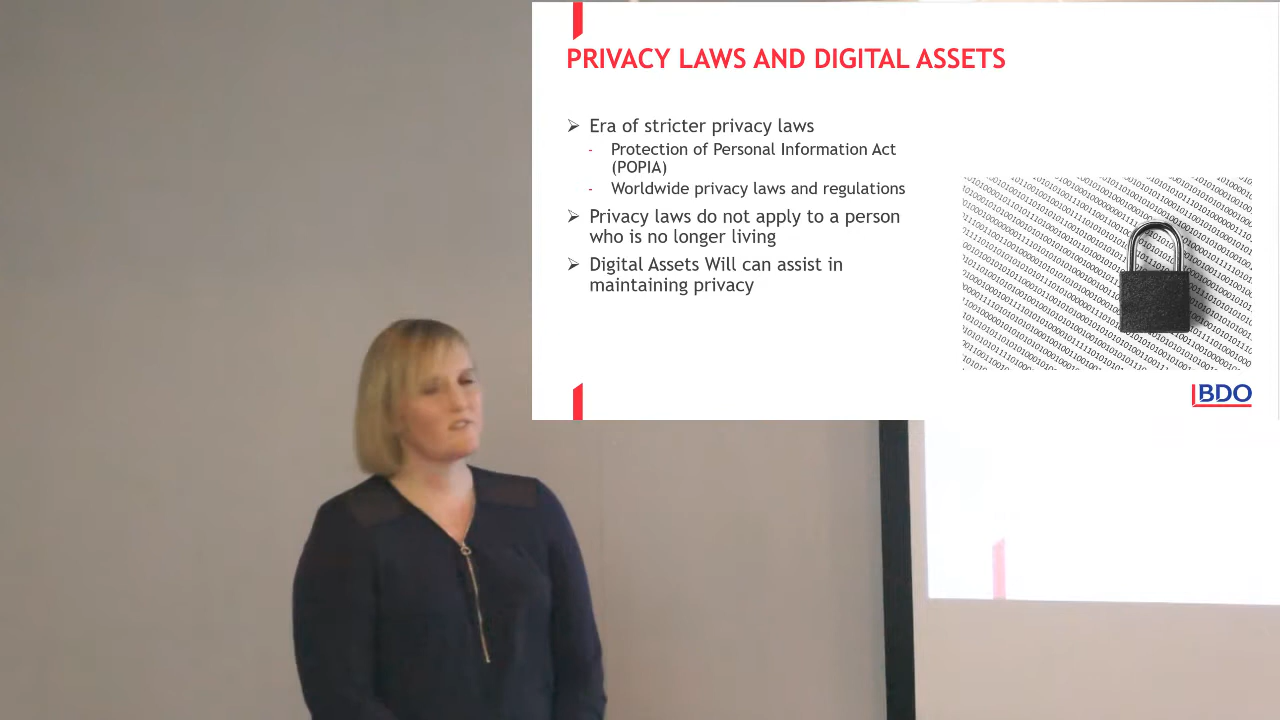 PRIVACY LAWS AND DIGITAL ASSETS
➢ Era of stricter privacy laws
- Protection of Personal Information Act
(POPIA)
- Worldwide privacy laws and regulations
➢ Privacy laws do not apply to a person
who is no longer living
➢ Digital Assets Will can assist in
maintaining privacy
BDO